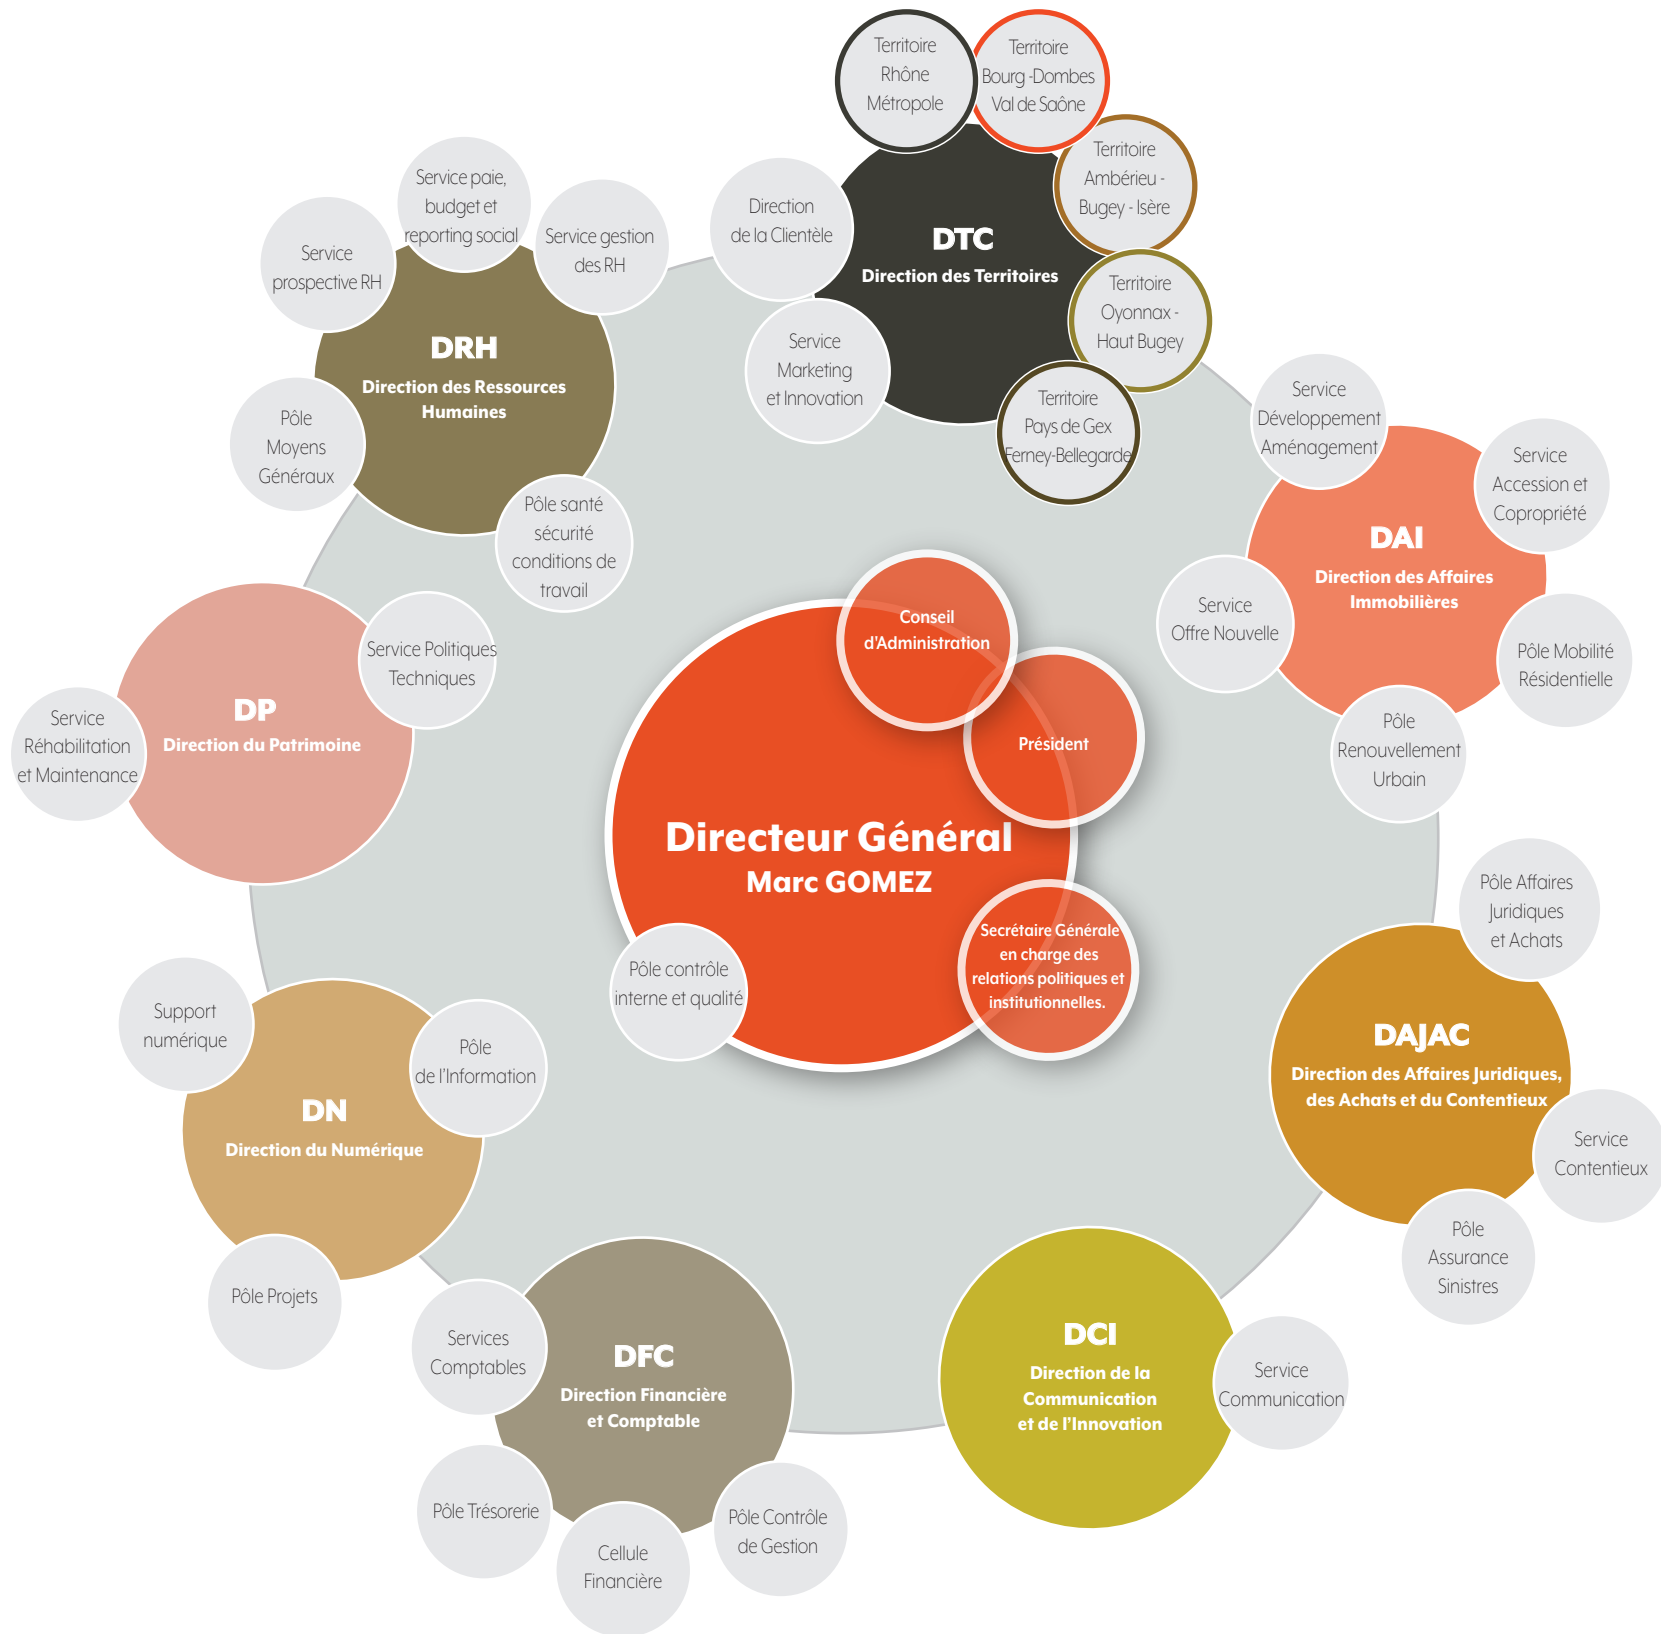 Territoire
Rhône
Métropole
Territoire
Bourg -Dombes
Val de Saône
Territoire
Ambérieu -
Bugey - Isère
Territoire
Oyonnax -
Haut Bugey
Territoire
Pays de Gex
Ferney-Bellegarde
Direction
de la Clientèle
Service
Marketing
et Innovation
DTC
Direction des Territoires
Service paie,
budget et
reporting social
Service gestion
des RH
Service
prospective RH
DRH
Direction des Ressources
Humaines
Pôle
Moyens
Généraux
Pôle santé
sécurité
conditions de
travail
Service
Développement
Aménagement
Service
Accession et
Copropriété
DAI
Direction des Affaires
Immobilières
Service
Offre Nouvelle
Pôle Mobilité
Résidentielle
Pôle
Renouvellement
Urbain
Service Politiques
Techniques
DP
Direction du Patrimoine
Service
Réhabilitation
et Maintenance
Conseil
d'Administration
Président
Directeur Général
Marc GOMEZ
Secrétaire Générale
en charge des
relations politiques et
institutionnelles.
Pôle contrôle
interne et qualité
Pôle Affaires
Juridiques
et Achats
DAJAC
Direction des Affaires Juridiques,
des Achats et du Contentieux
Service
Contentieux
Pôle
Assurance
Sinistres
Support
numérique
Pôle
de l'Information
DN
Direction du Numérique
Pôle Projets
Services
Comptables
DFC
Direction Financière
et Comptable
Pôle Trésorerie
Cellule
Financière
Pôle Contrôle
de Gestion
DCI
Direction de la
Communication
et de l'Innovation
Service
Communication